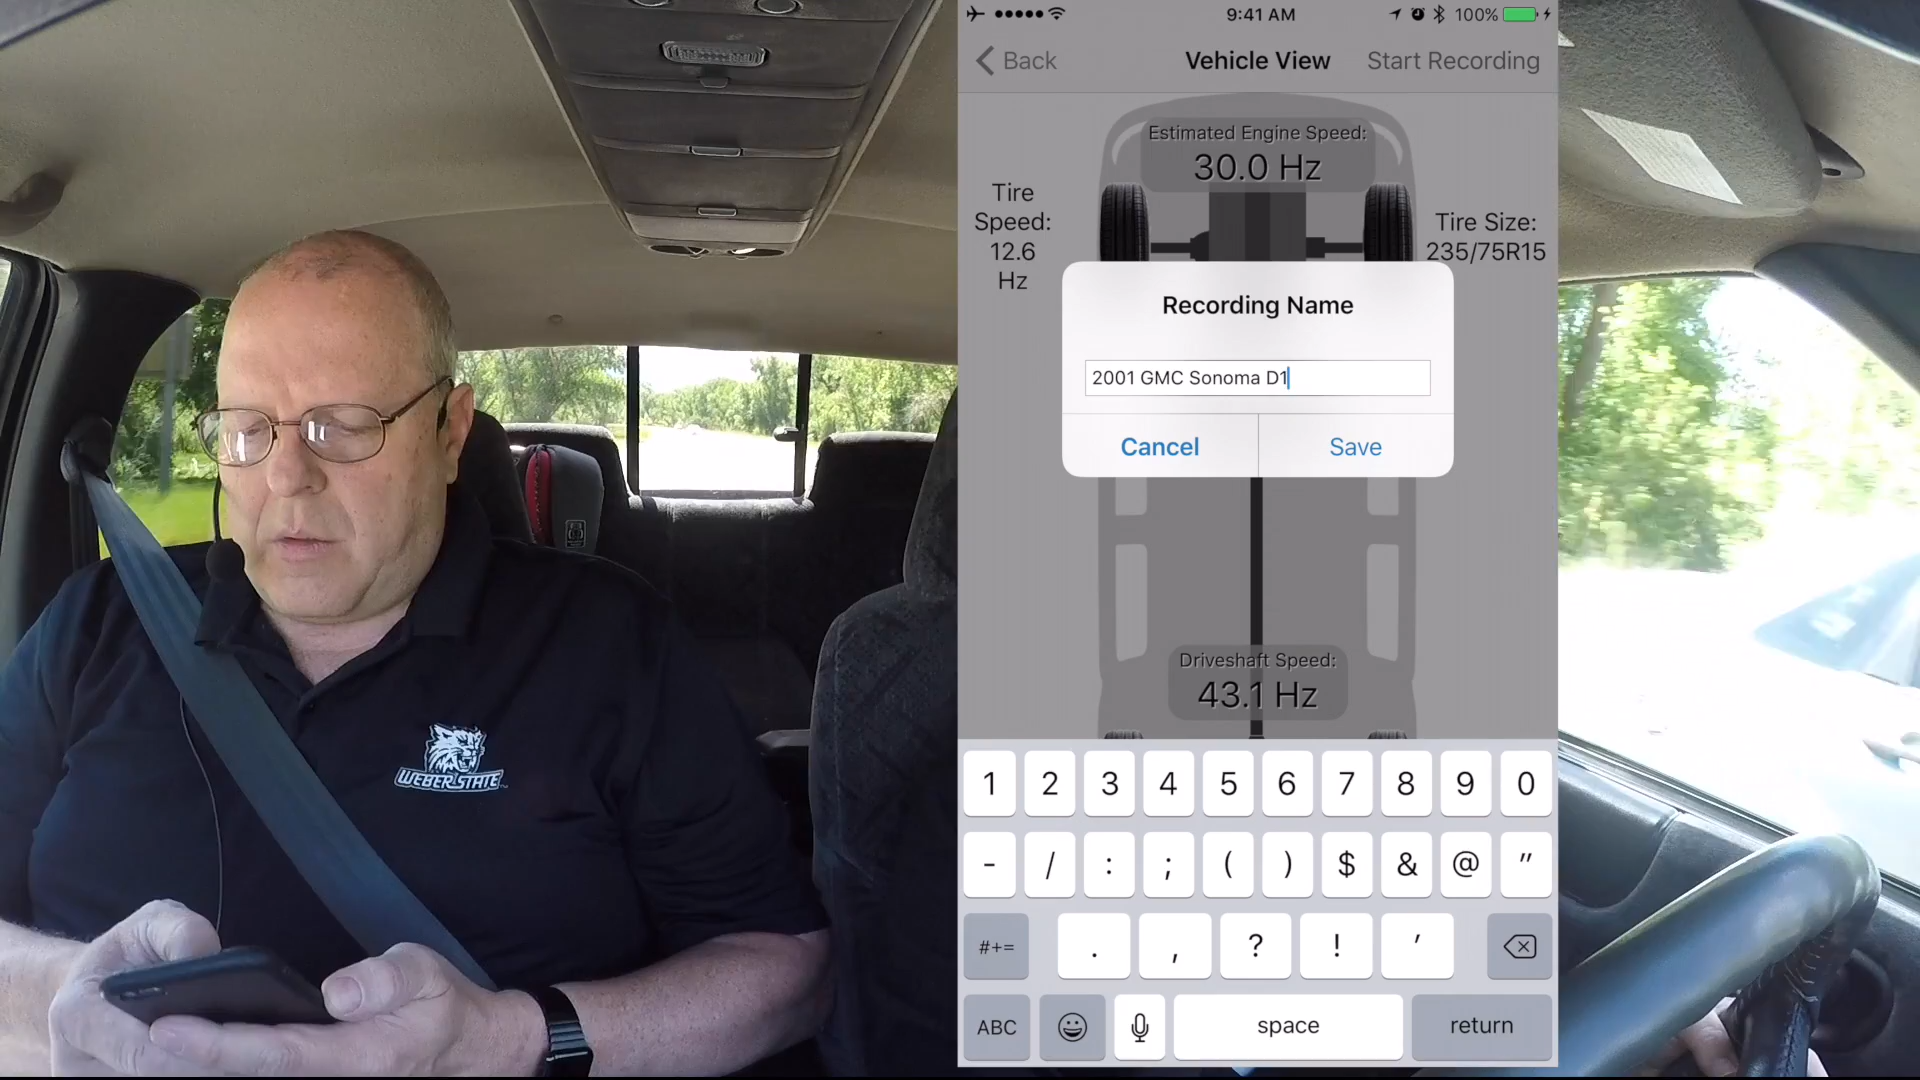 9:41 AM
100%
Back
Vehicle View
Start Recording
Estimated Engine Speed:
30.0 Hz
Tire
Speed:
12.6
Hz
Tire Size:
235/75R15
Recording Name
2001 GMC Sonoma D1
Cancel
Save
Driveshaft Speed:
43.1 Hz
WEBER STATE
1 2 3 4 5 6 7 8 9 0
- / : ; ( ) $ & @ "
#+= . , ? ! '
ABC space return